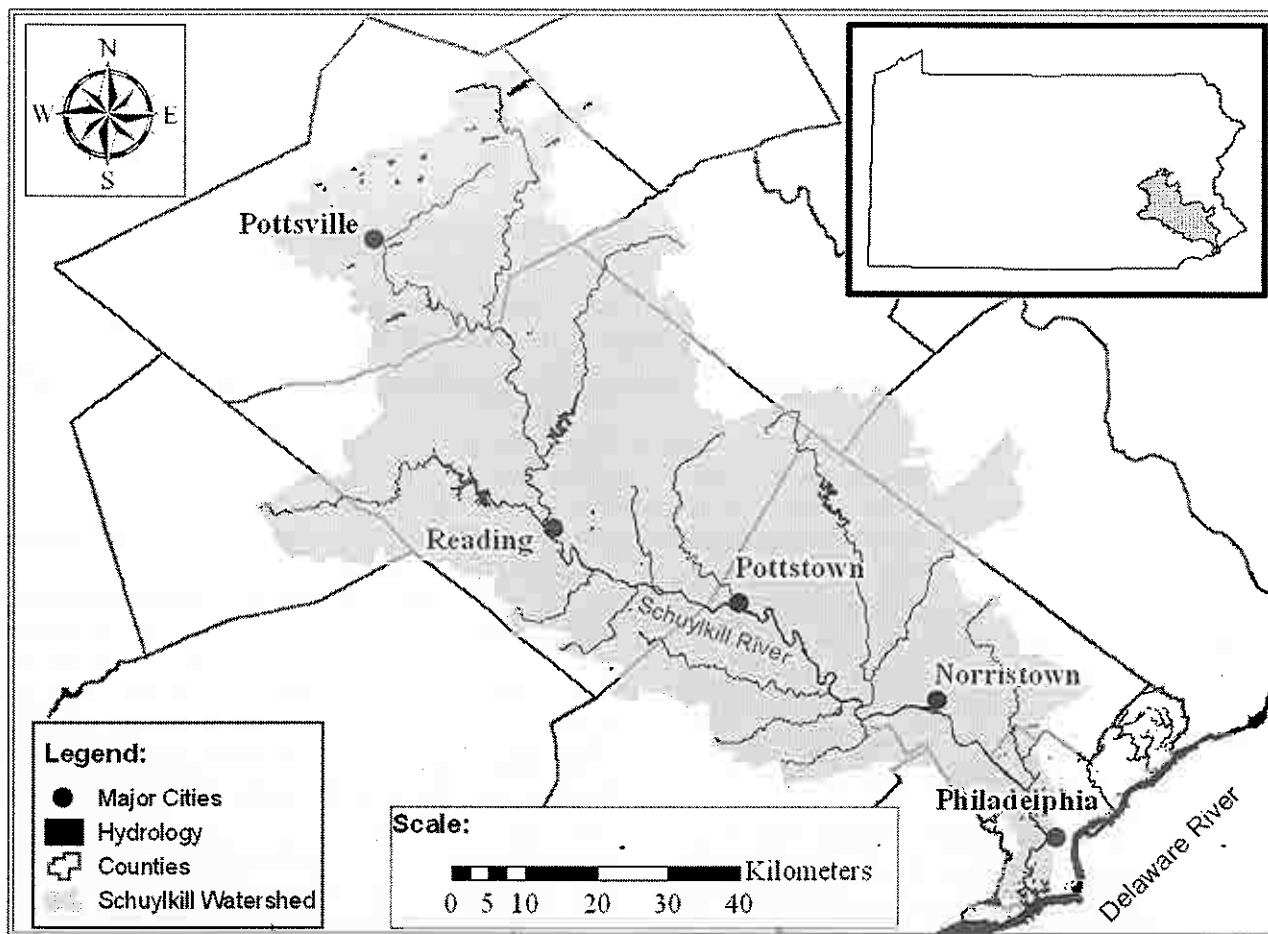 N
W E
S
Pottsville
Reading
Pottstown
Schuylkill River
Norristown
Philadelphia
Delaware River
Legend:
Major Cities
Hydrology
Counties
Schuylkill Watershed
Scale:
Kilometers
0 5 10 20 30 40